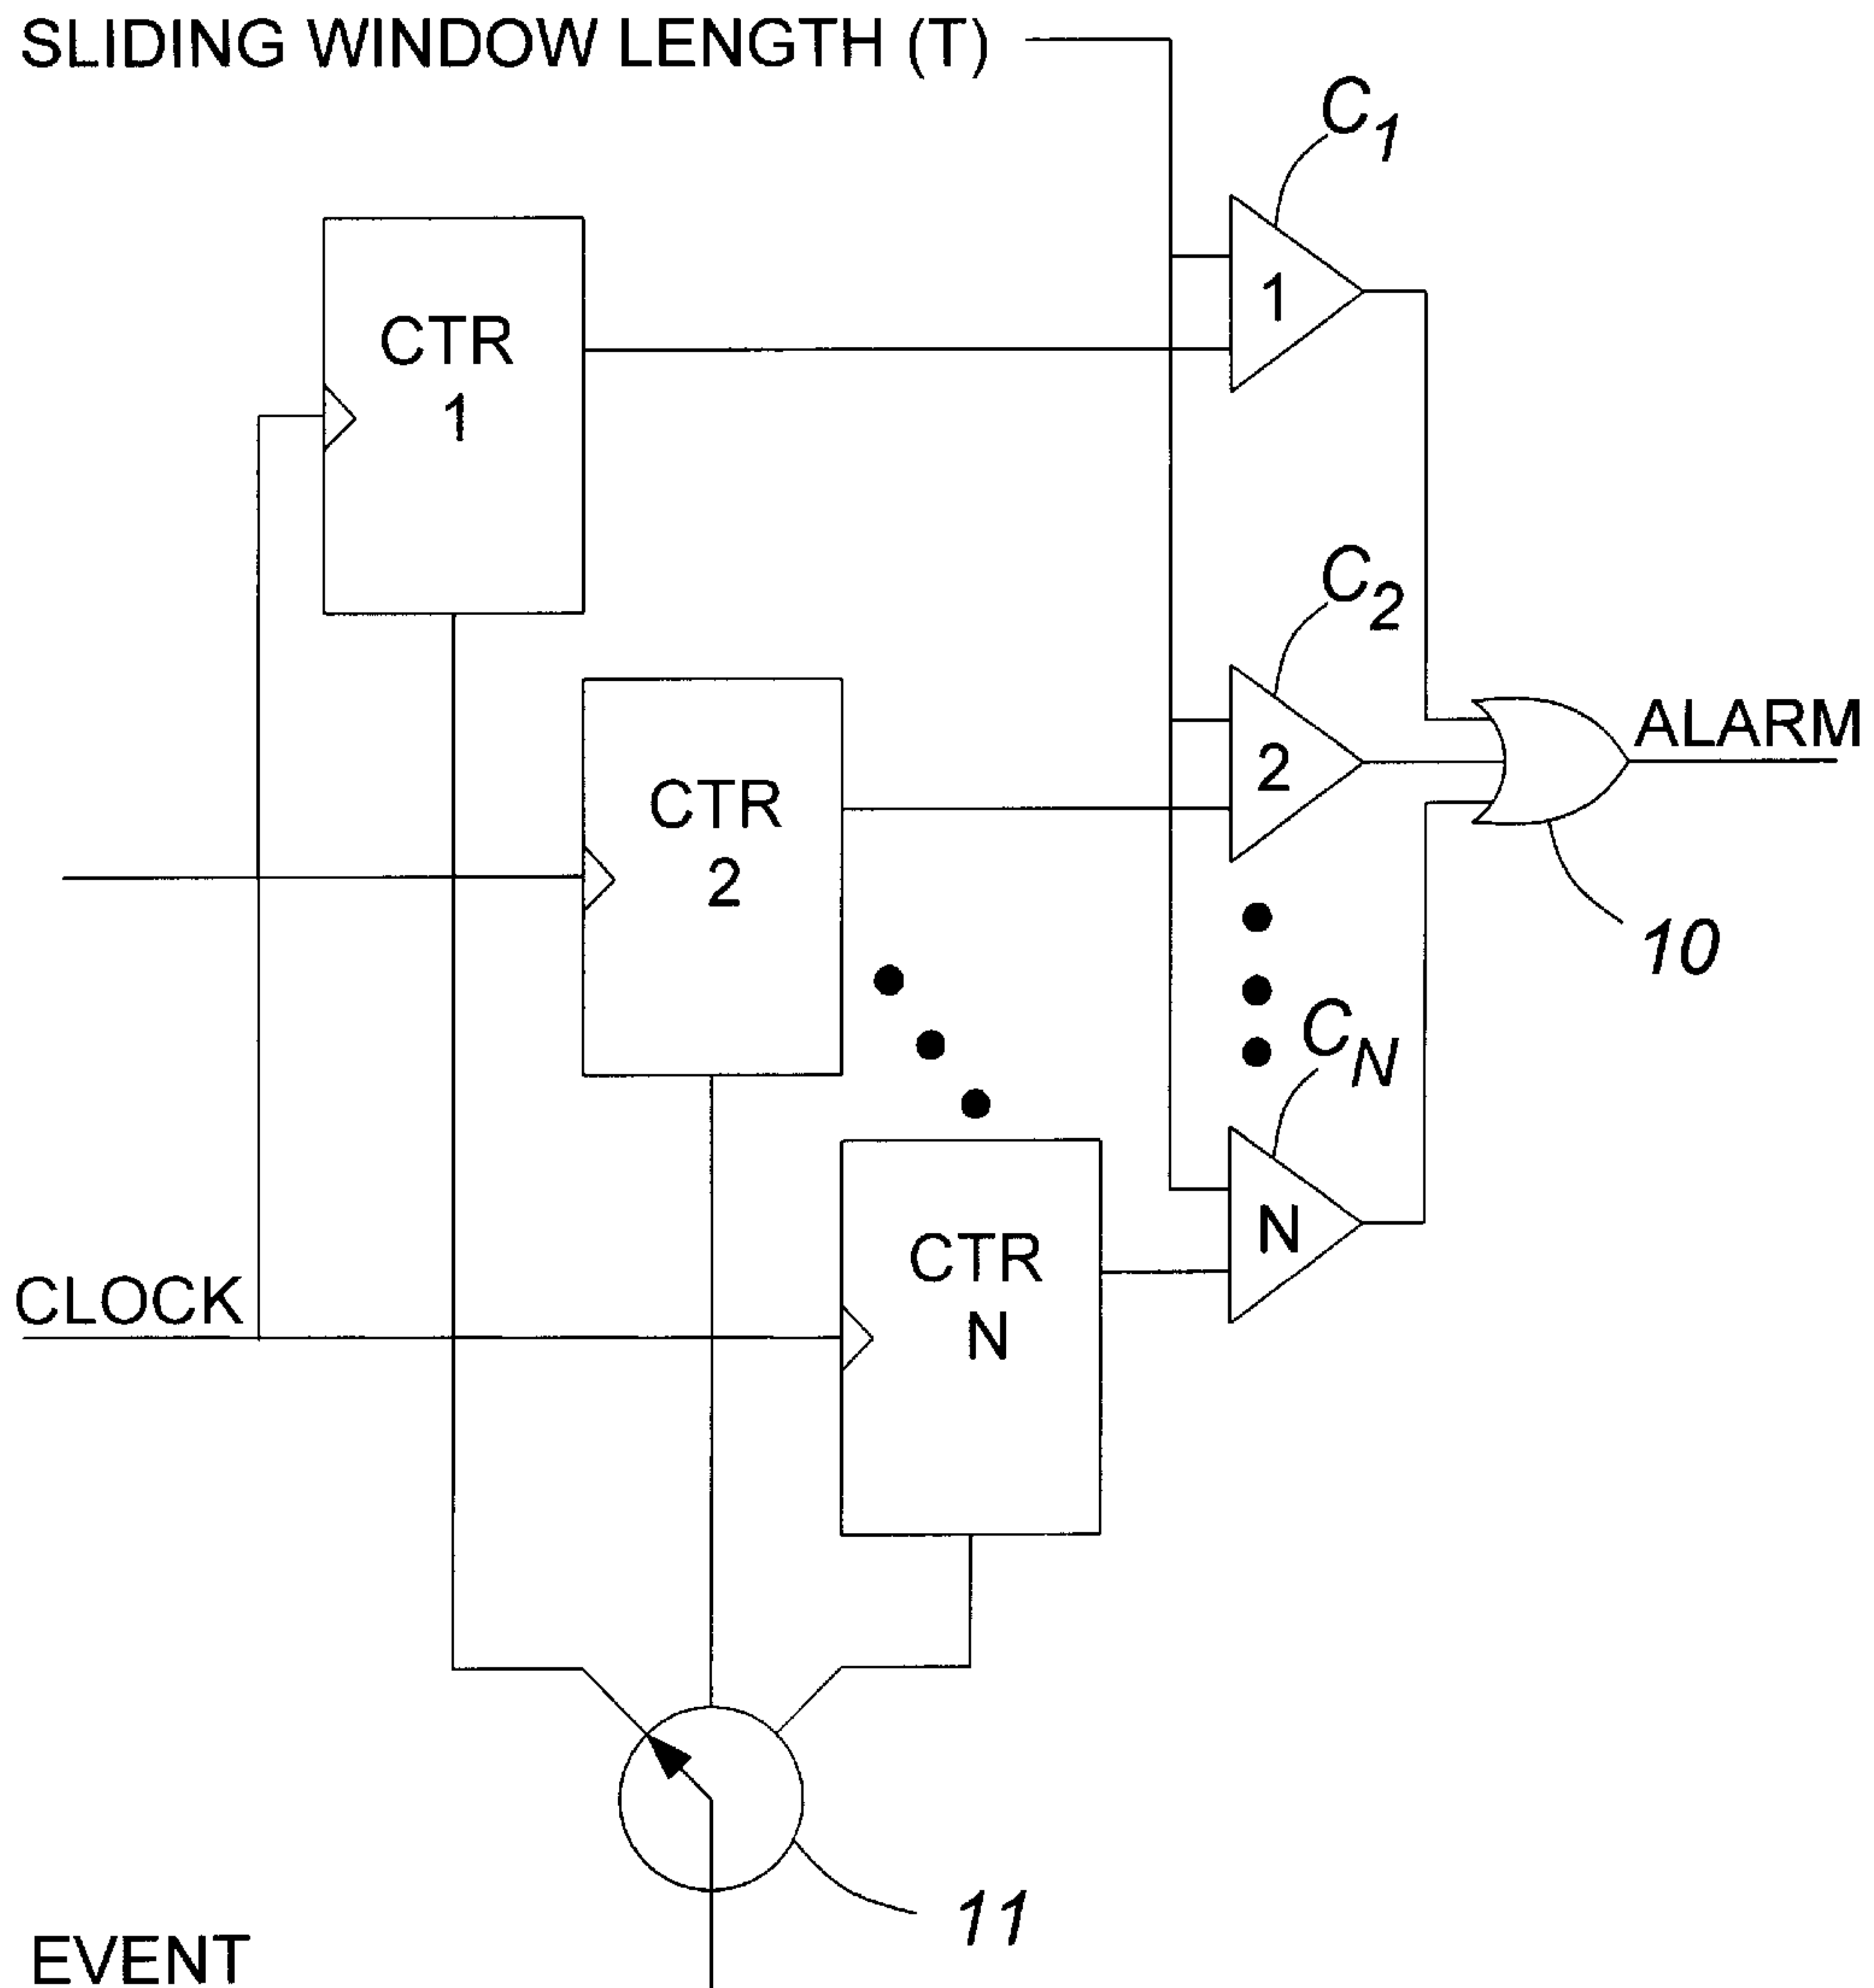 SLIDING WINDOW LENGTH (T)
C1
CTR
1
1
C2
CTR
2
2
ALARM
10
CN
CTR
N
N
CLOCK
11
EVENT